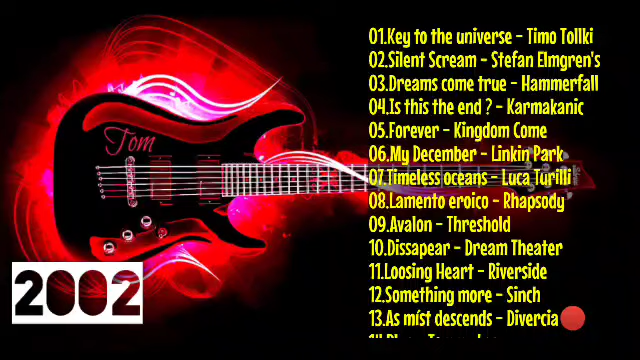 01.Key to the universe - Timo Tollki
02.Silent Scream - Stefan Elmgren's
03.Dreams come true - Hammerfall
04.Is this the end ? - Karmakanic
05.Forever - Kingdom Come
Tom
06.My December - Linkin Park
07.Timeless oceans - Luca Turilli
08.Lamento eroico - Rhapsody
09.Avalon - Threshold
10.Dissapear - Dream Theater
11.Loosing Heart - Riverside
2002
12.Something more - Sinch
13.As míst descends - Divercia